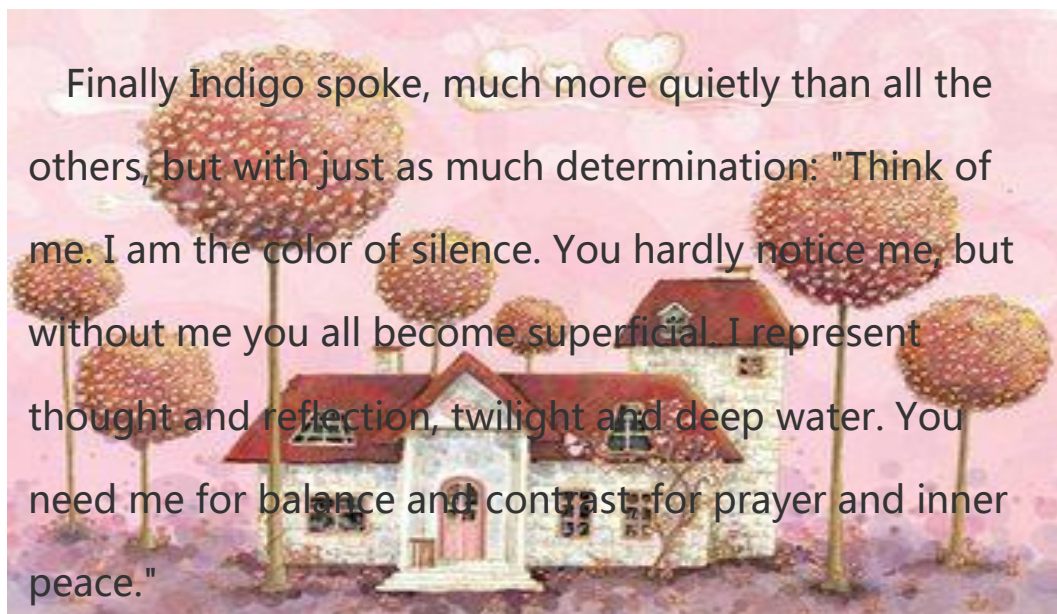 Finally Indigo spoke, much more quietly than all the
others, but with just as much determination: "Think of
me. I am the color of silence. You hardly notice me, but
without me you all become superficial. I represent
thought and reflection, twilight and deep water. You
need me for balance and contrast, for prayer and inner
peace."